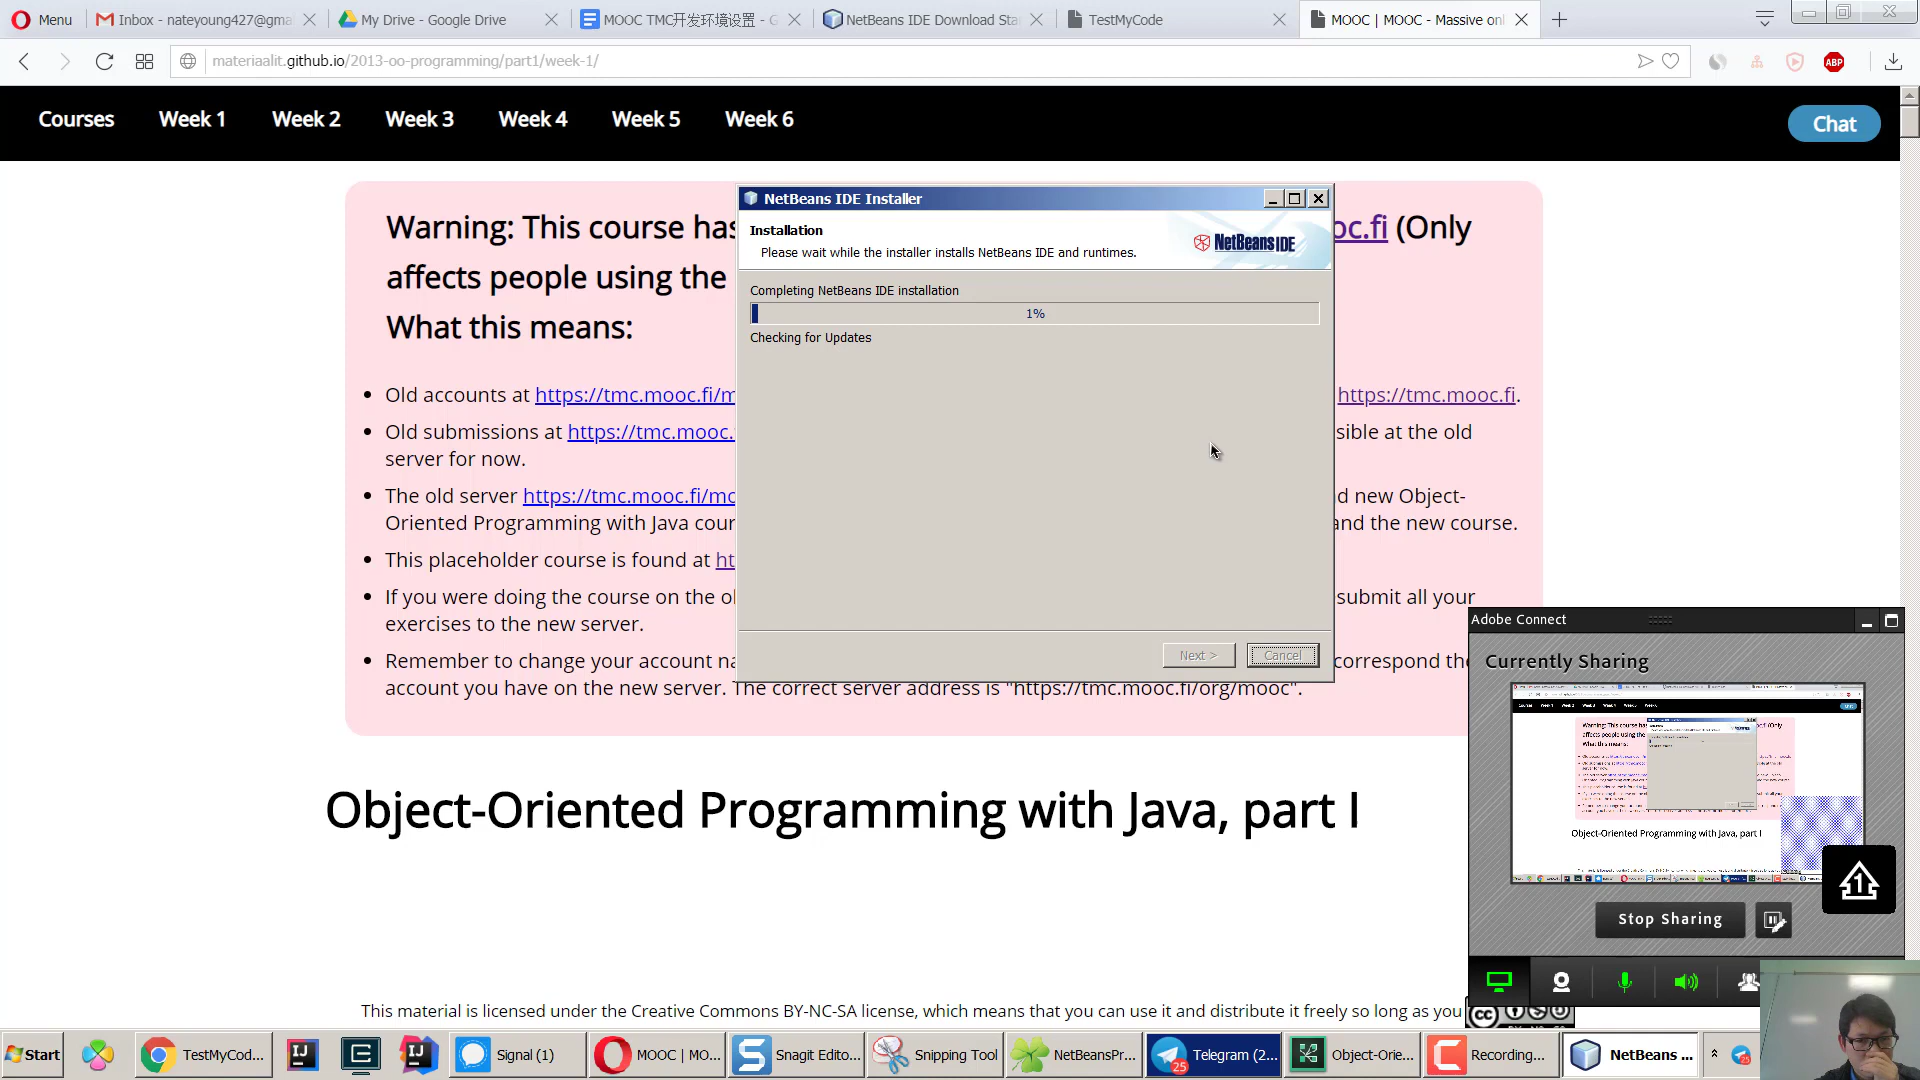 Menu
Inbox - nateyoung427@gma
My Drive - Google Drive
MOOC TMC开发环境设置 - G
NetBeans IDE Download Sta
TestMyCode
MOOC | MOOC - Massive onl
materiaalit.github.io/2013-oo-programming/part1/week-1/
ABP
Courses
Week 1
Week 2
Week 3
Week 4
Week 5
Week 6
Chat
Warning: This course has
oc.fi (Only
affects people using the
What this means:
Old accounts at https://tmc.mooc.fi/m
https://tmc.mooc.fi.
Old submissions at https://tmc.mooc.
sible at the old
server for now.
The old server https://tmc.mooc.fi/mo
d new Object-
Oriented Programming with Java cour
and the new course.
This placeholder course is found at ht
If you were doing the course on the o
submit all your
exercises to the new server.
Remember to change your account na
correspond the
account you have on the new server. The correct server address is "https://tmc.mooc.fi/org/mooc".
NetBeans IDE Installer
Installation
Please wait while the installer installs NetBeans IDE and runtimes.
NetBeans IDE
Completing NetBeans IDE installation
1%
Checking for Updates
Next >
Cancel
Object-Oriented Programming with Java, part I
This material is licensed under the Creative Commons BY-NC-SA license, which means that you can use it and distribute it freely so long as you
Adobe Connect
Currently Sharing
Object-Oriented Programming with Java, part I
1
Stop Sharing
Start
TestMyCod...
Signal (1)
MOOC | MO...
Snagit Edito...
Snipping Tool
NetBeansPr...
Telegram (2...
25
Object-Orie...
Recording...
NetBeans ...